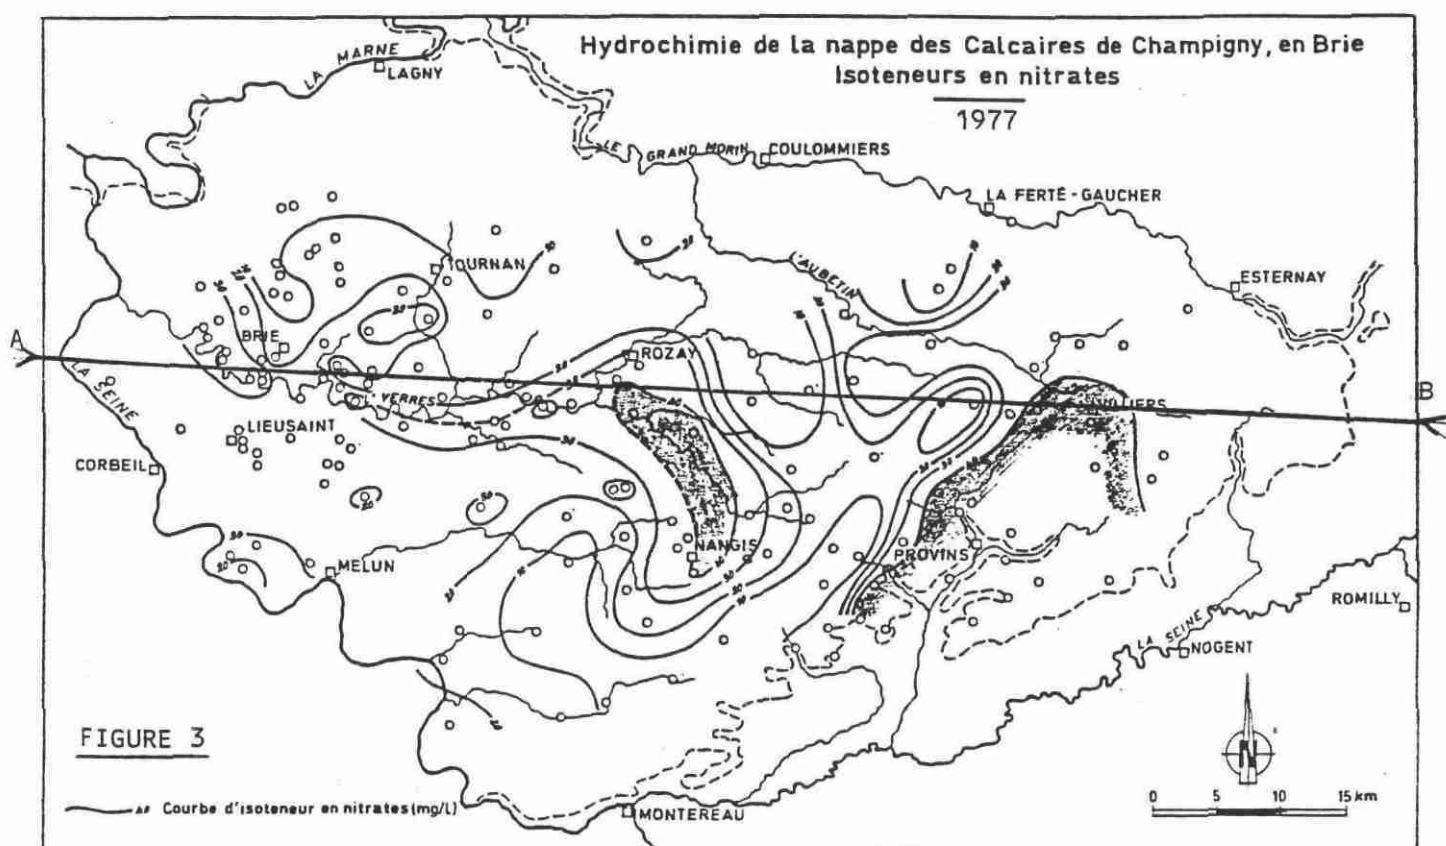 Hydrochimie de la nappe des Calcaires de Champigny, en Brie
Isoteneurs en nitrates
1977
LA MARNE
LAGNY
LE GRAND MORIN
COULOMMIERS
LA FERTÉ-GAUCHER
TOURNAN
L'AUBETIN
ESTERNAY
BRIE
A
ROZAY
LA SEINE
YERRES
B
LIEUSAINT
CORBEIL
NANGIS
PROVINS
MELUN
ROMILLY
LA SEINE
NOGENT
FIGURE 3
N
Courbe d'isoteneur en nitrates (mg/L)
MONTEREAU
0 5 10 15 km